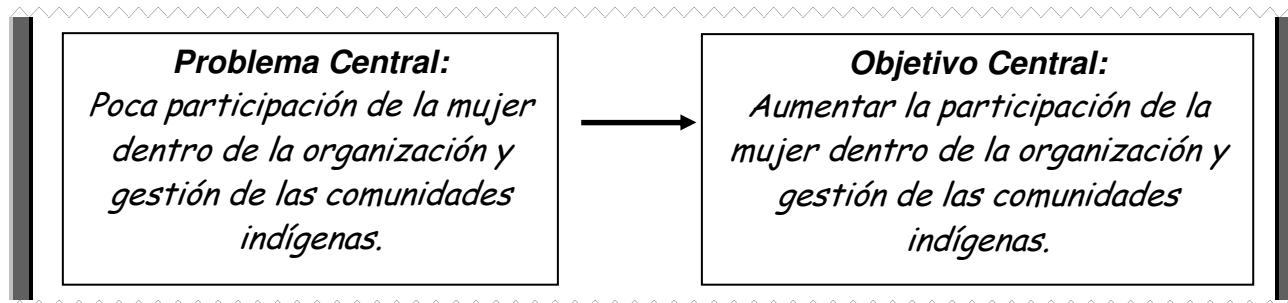 Problema Central:
Poca participación de la mujer
dentro de la organización y
gestión de las comunidades
indígenas.
Objetivo Central:
Aumentar la participación de la
mujer dentro de la organización y
gestión de las comunidades
indígenas.